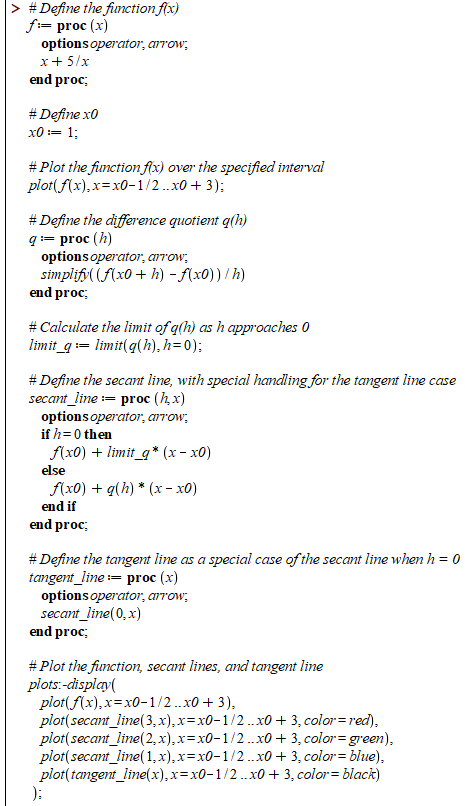 > # Define the function f(x)
f := proc (x)
options operator, arrow;
x + 5/x
end proc;
# Define x0
x0 := 1;
# Plot the function f(x) over the specified interval
plot(f(x), x=x0-1/2 .. x0 + 3);
# Define the difference quotient q(h)
q := proc (h)
options operator, arrow;
simplify((f(x0 + h) - f(x0)) / h)
end proc;
# Calculate the limit of q(h) as h approaches 0
limit_q := limit(q(h), h=0);
# Define the secant line, with special handling for the tangent line case
secant_line := proc (h, x)
options operator, arrow;
if h=0 then
f(x0) + limit_q * (x - x0)
else
f(x0) + q(h) * (x - x0)
end if
end proc;
# Define the tangent line as a special case of the secant line when h = 0
tangent_line := proc (x)
options operator, arrow;
secant_line(0, x)
end proc;
# Plot the function, secant lines, and tangent line
plots:-display(
plot(f(x), x=x0-1/2 .. x0 + 3),
plot(secant_line(3, x), x=x0-1/2 .. x0 + 3, color=red),
plot(secant_line(2, x), x=x0-1/2 .. x0 + 3, color=green),
plot(secant_line(1, x), x=x0-1/2 .. x0 + 3, color=blue),
plot(tangent_line(x), x=x0-1/2 .. x0 + 3, color=black)
);